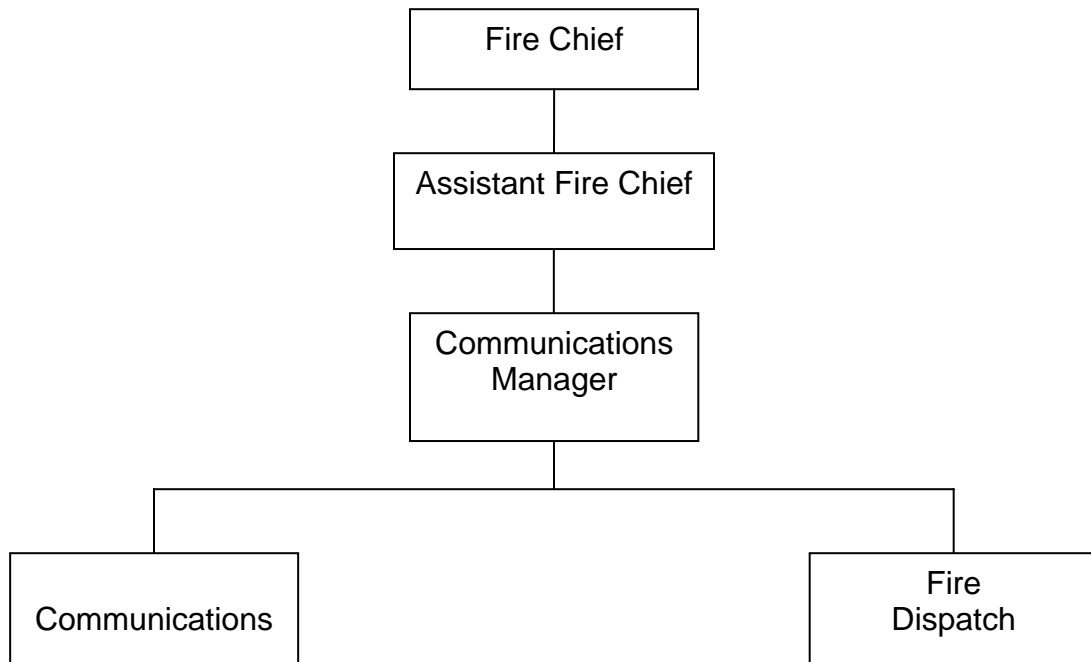 Fire Chief
Assistant Fire Chief
Communications
Manager
Communications
Fire
Dispatch